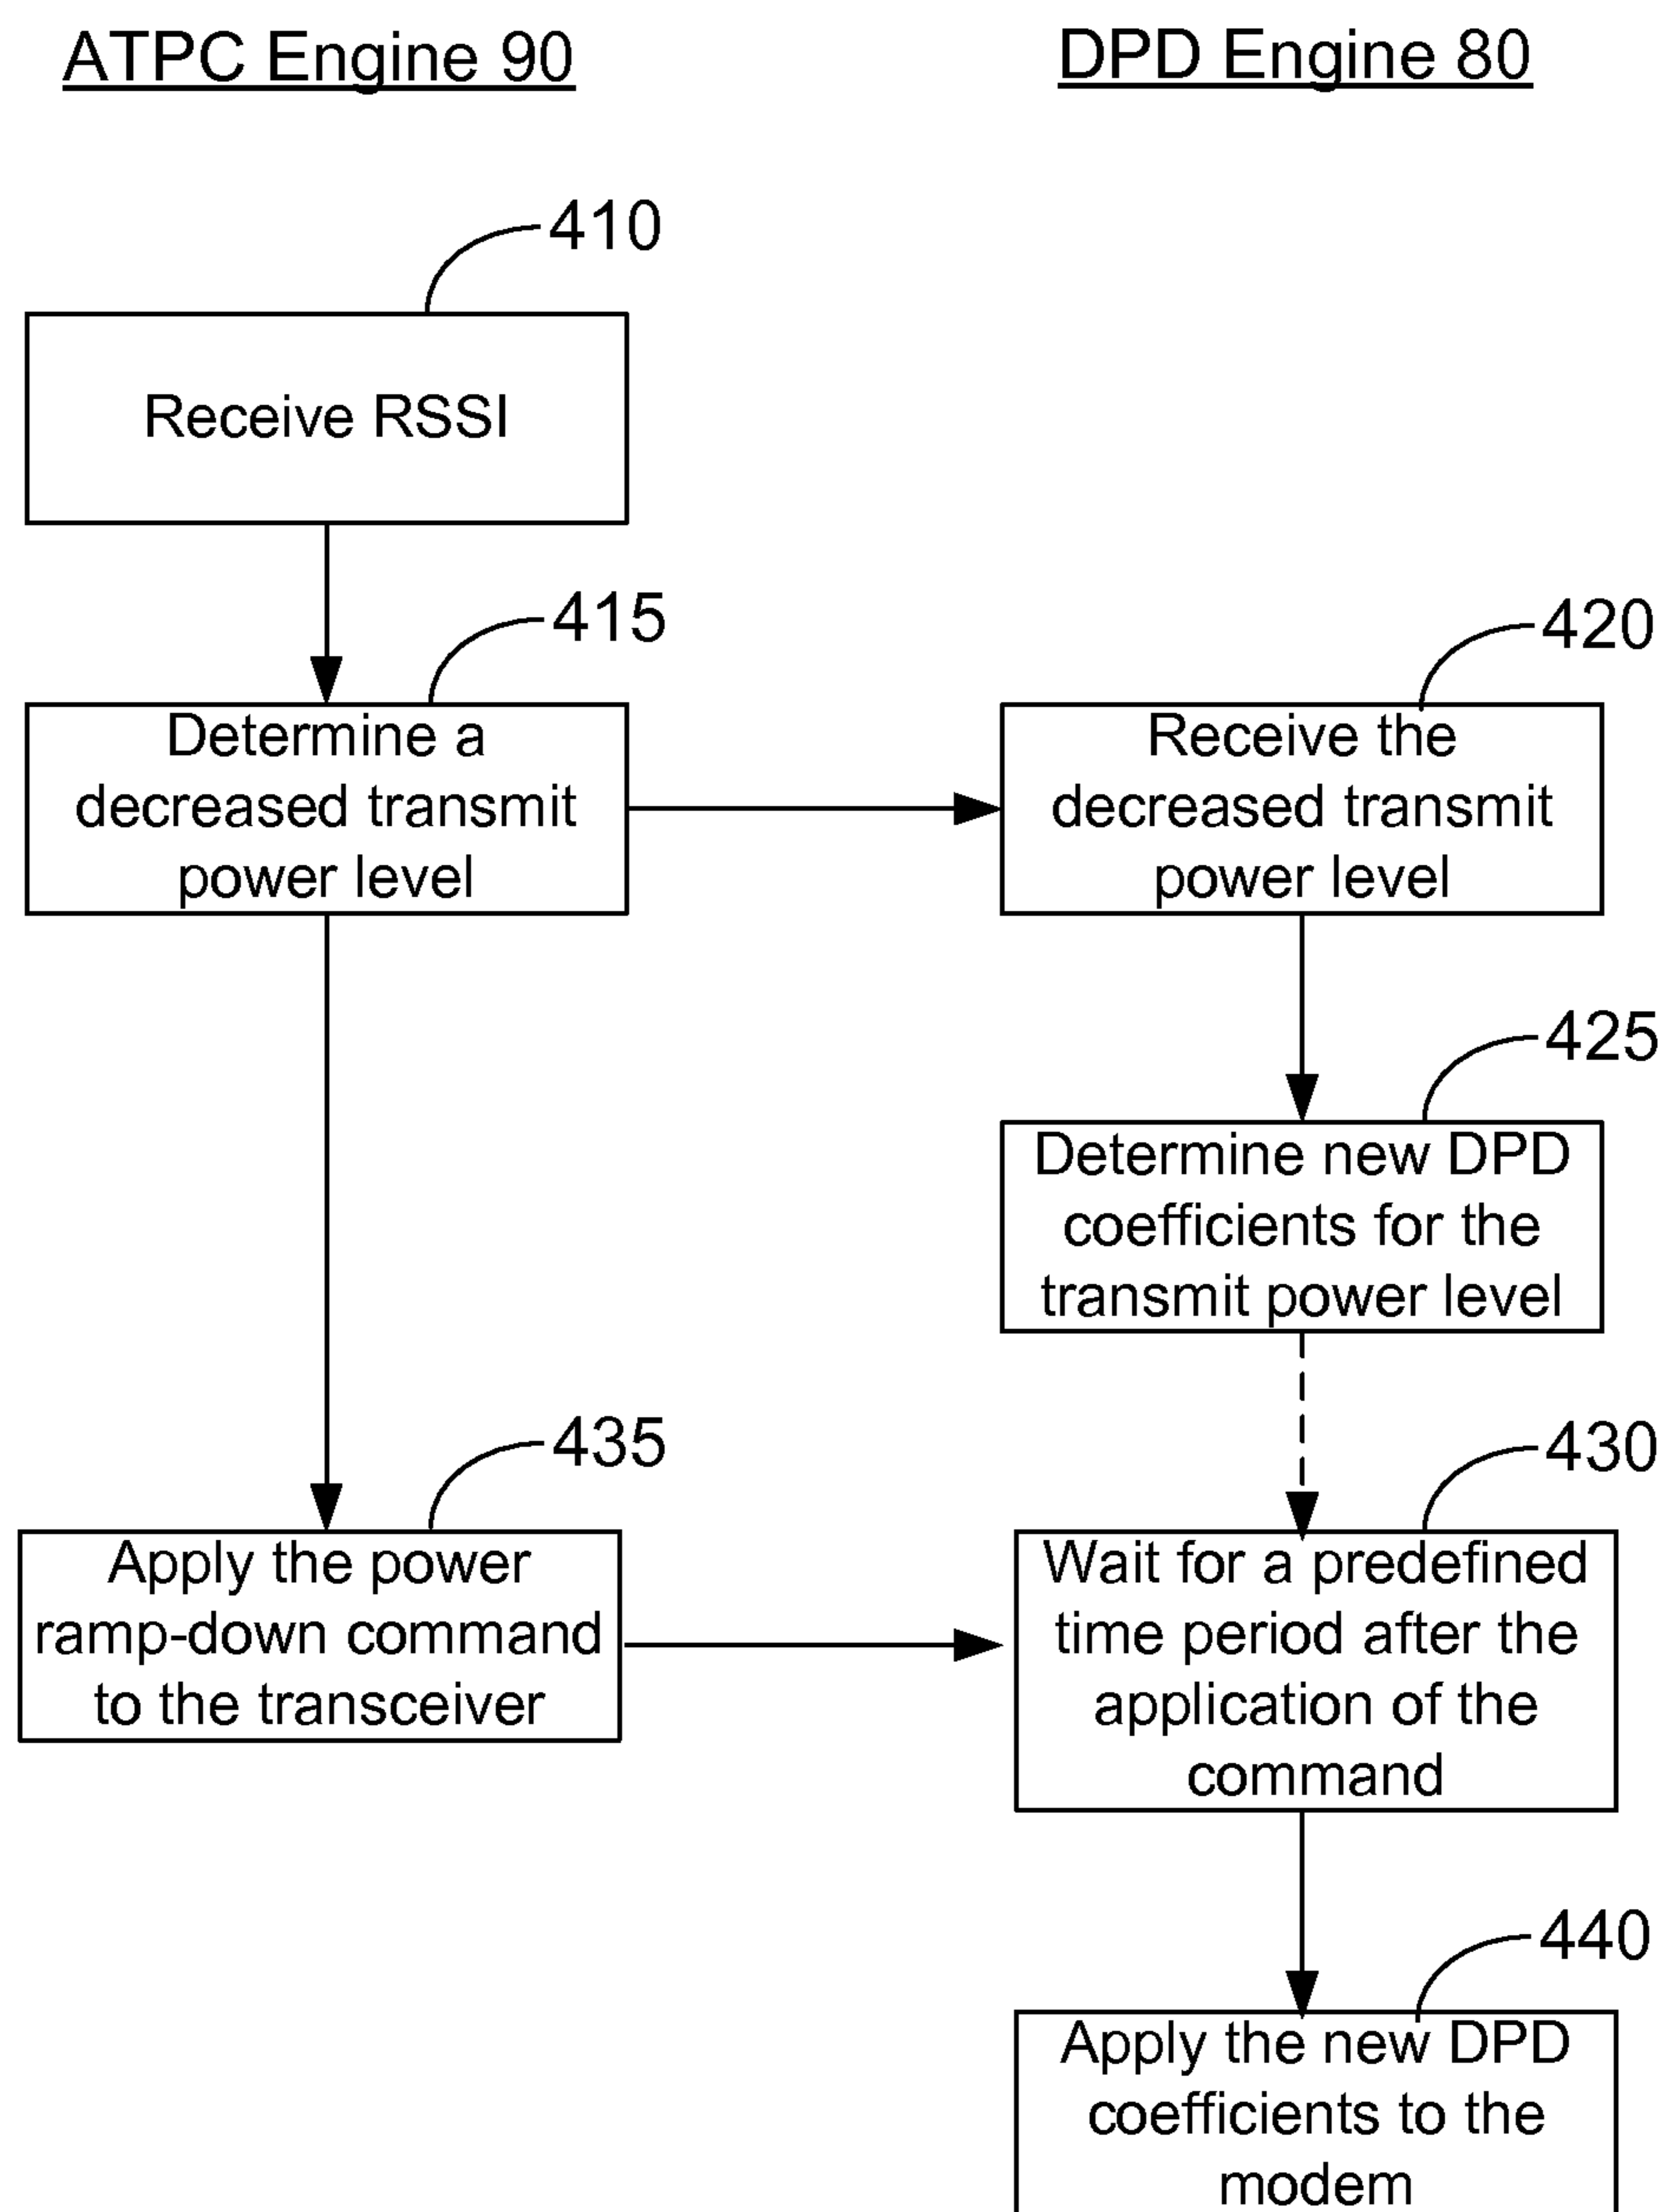 ATPC Engine 90
DPD Engine 80
410
Receive RSSI
415
Determine a
decreased transmit
power level
420
Receive the
decreased transmit
power level
425
Determine new DPD
coefficients for the
transmit power level
435
Apply the power
ramp-down command
to the transceiver
430
Wait for a predefined
time period after the
application of the
command
440
Apply the new DPD
coefficients to the
modem